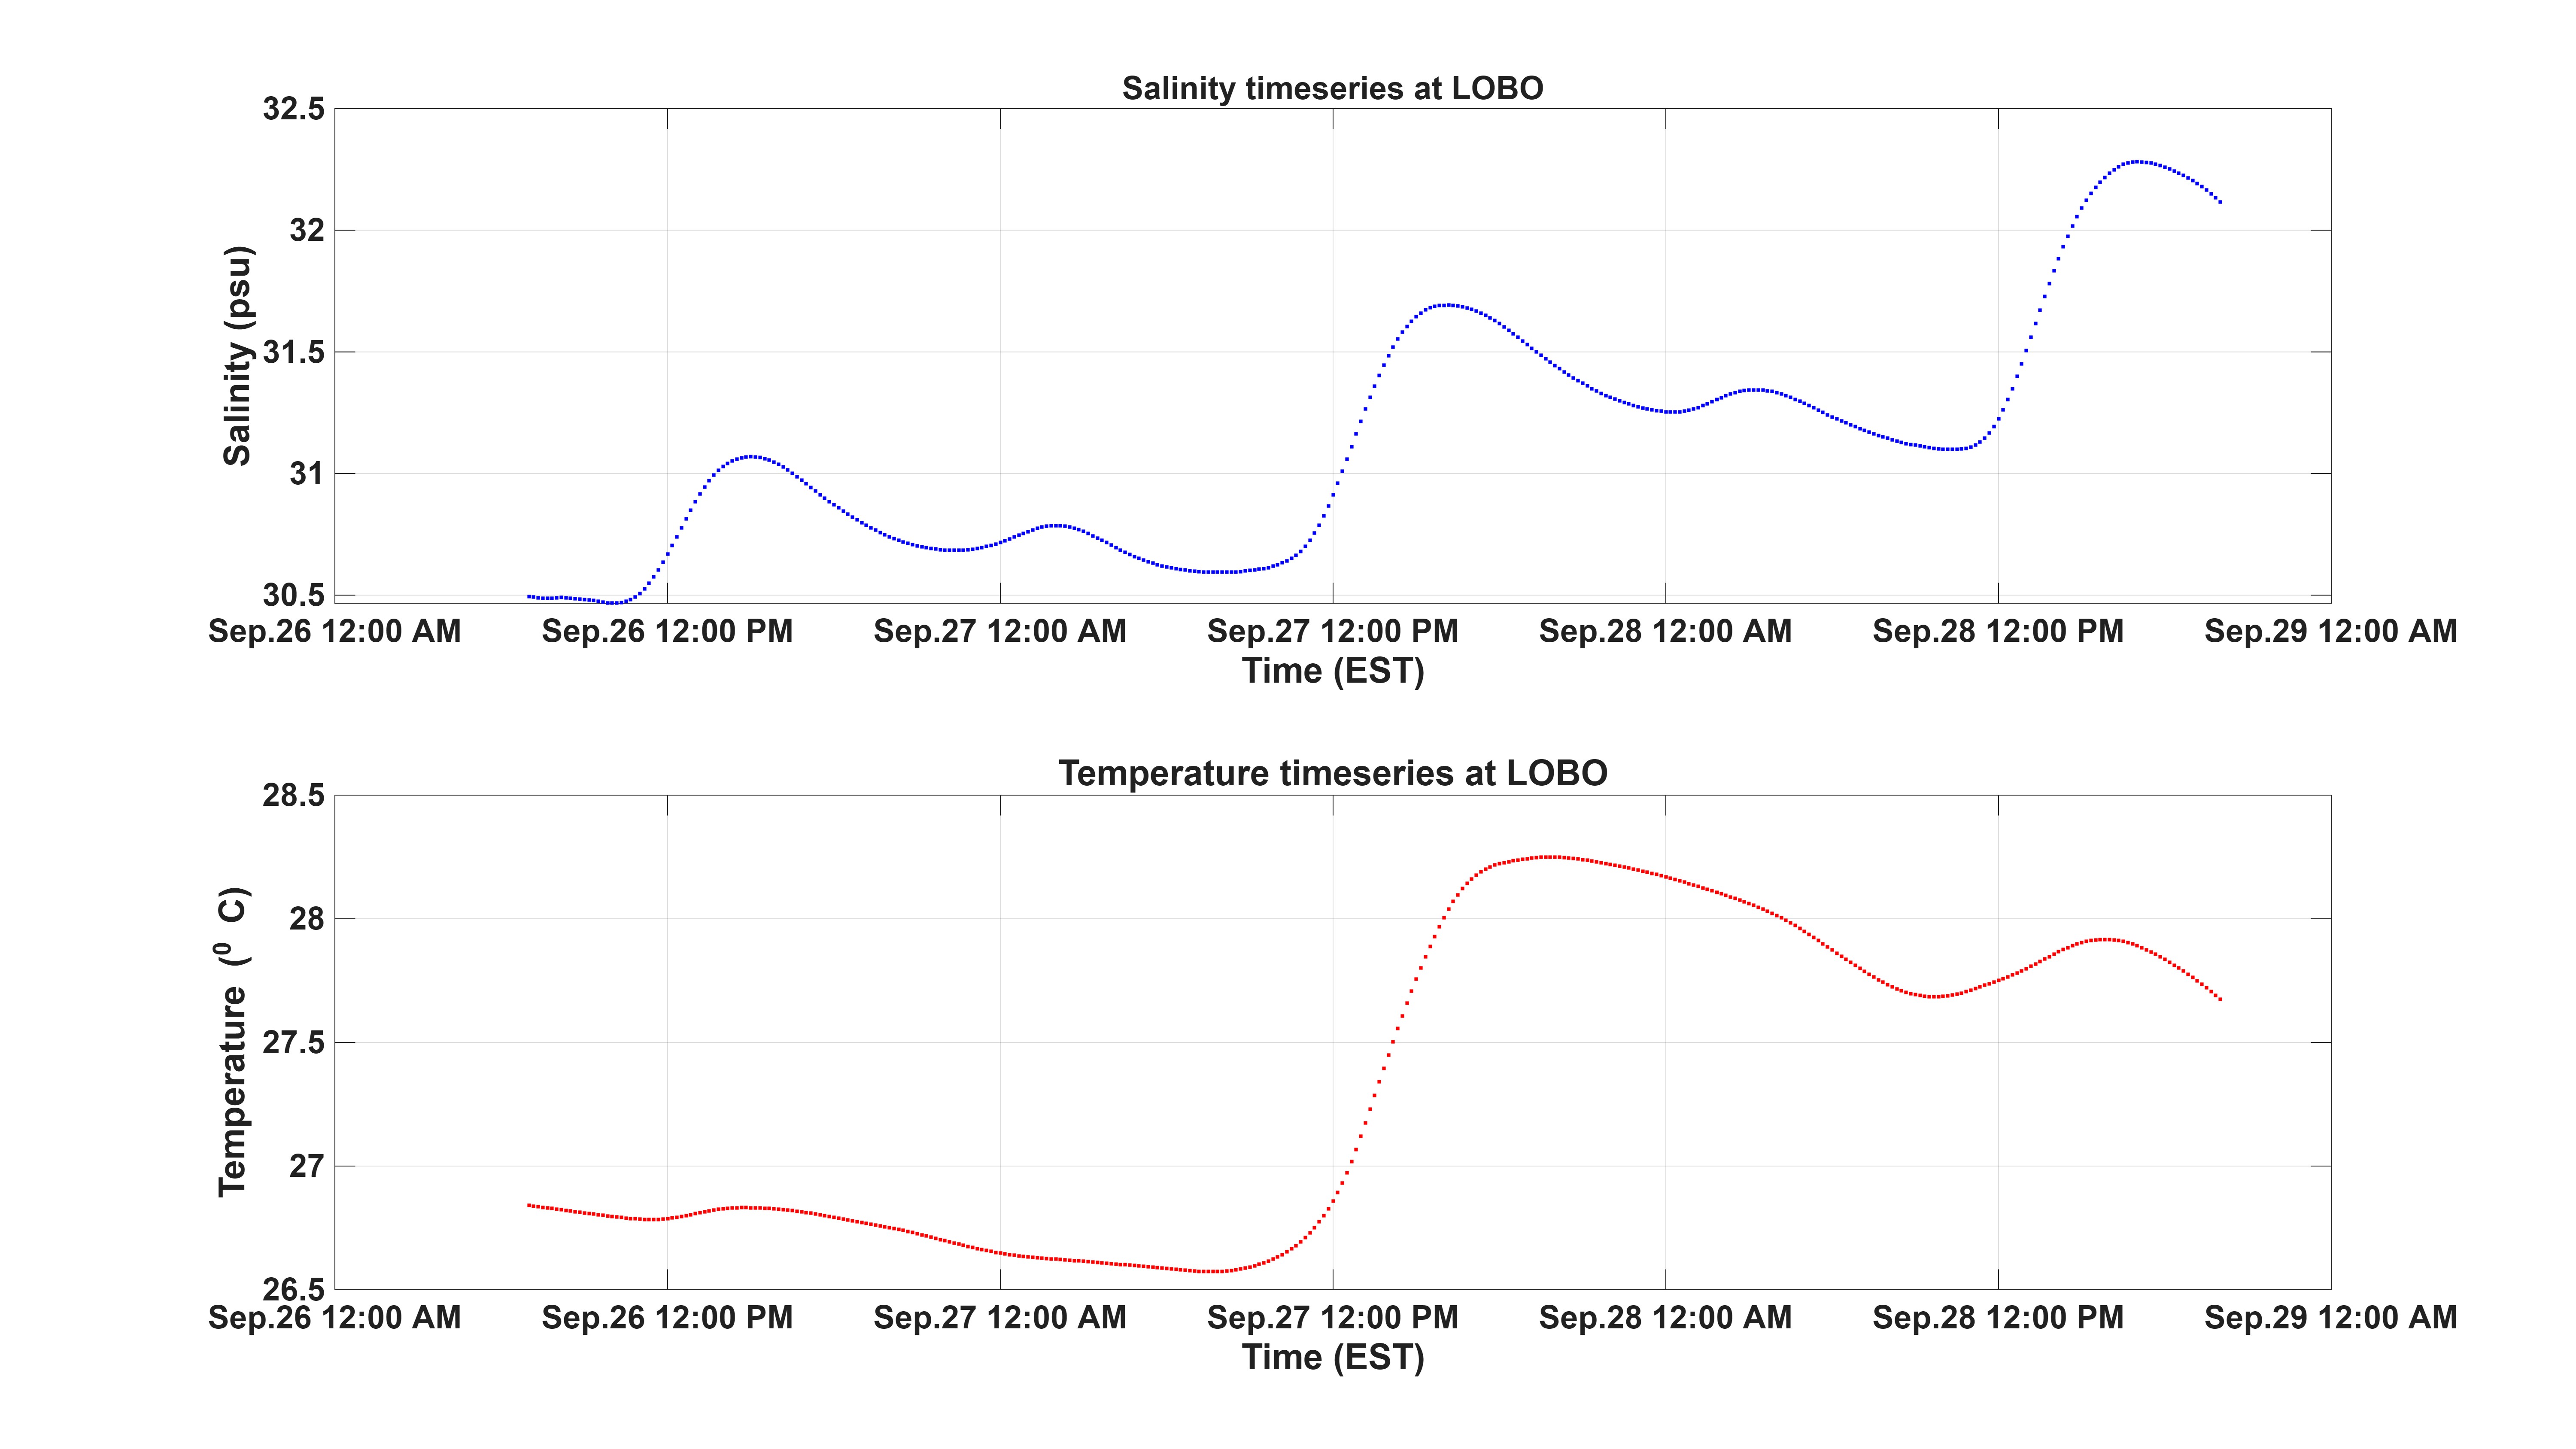 Salinity timeseries at LOBO
32.5
32
31.5
31
30.5
Salinity (psu)
Sep.26 12:00 AM Sep.26 12:00 PM Sep.27 12:00 AM Sep.27 12:00 PM Sep.28 12:00 AM Sep.28 12:00 PM Sep.29 12:00 AM
Time (EST)
Temperature timeseries at LOBO
28.5
28
27.5
27
26.5
Temperature (⁰ C)
Sep.26 12:00 AM Sep.26 12:00 PM Sep.27 12:00 AM Sep.27 12:00 PM Sep.28 12:00 AM Sep.28 12:00 PM Sep.29 12:00 AM
Time (EST)